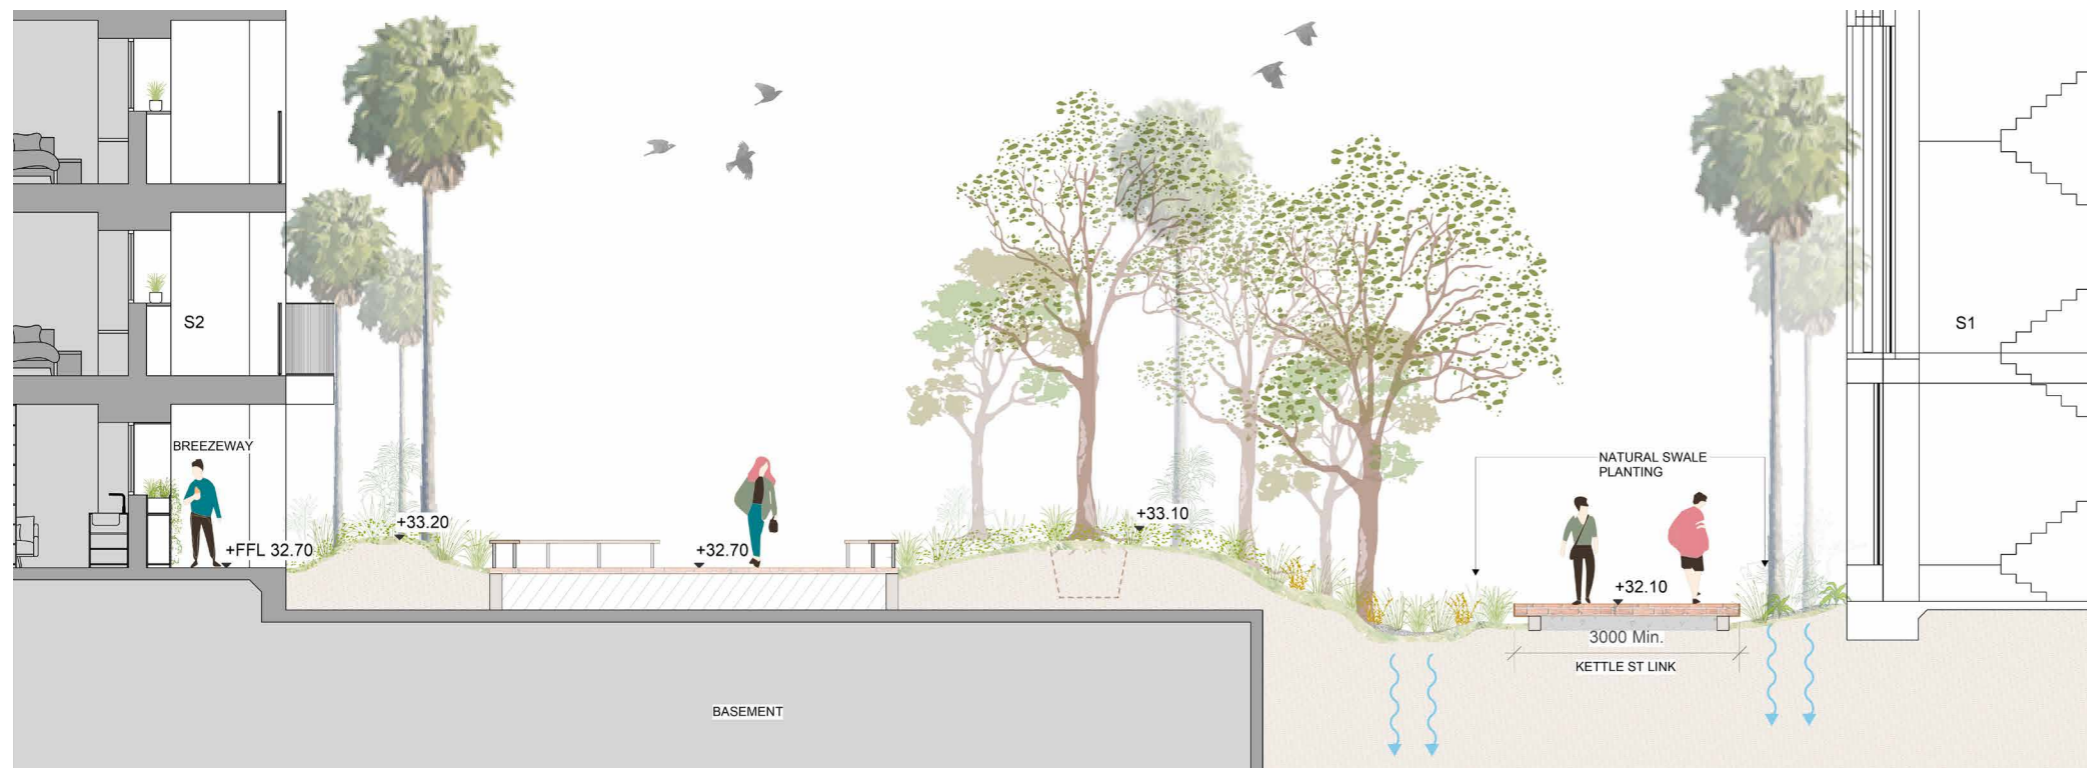 S2
S1
BREEZEWAY
NATURAL SWALE
PLANTING
+33.20
+33.10
+FFL 32.70
+32.70
+32.10
3000 Min.
KETTLE ST LINK
BASEMENT